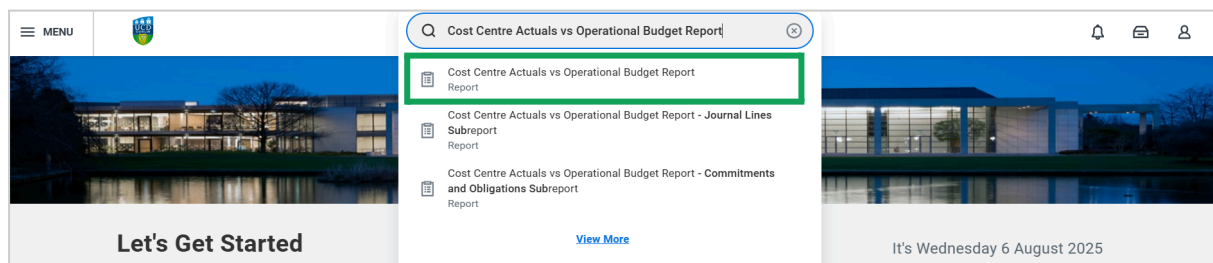 MENU
UCD
DUBLIN
Cost Centre Actuals vs Operational Budget Report
Cost Centre Actuals vs Operational Budget Report
Report
Cost Centre Actuals vs Operational Budget Report - Journal Lines
Subreport
Report
Cost Centre Actuals vs Operational Budget Report - Commitments
and Obligations Subreport
Report
View More
Let's Get Started
It's Wednesday 6 August 2025